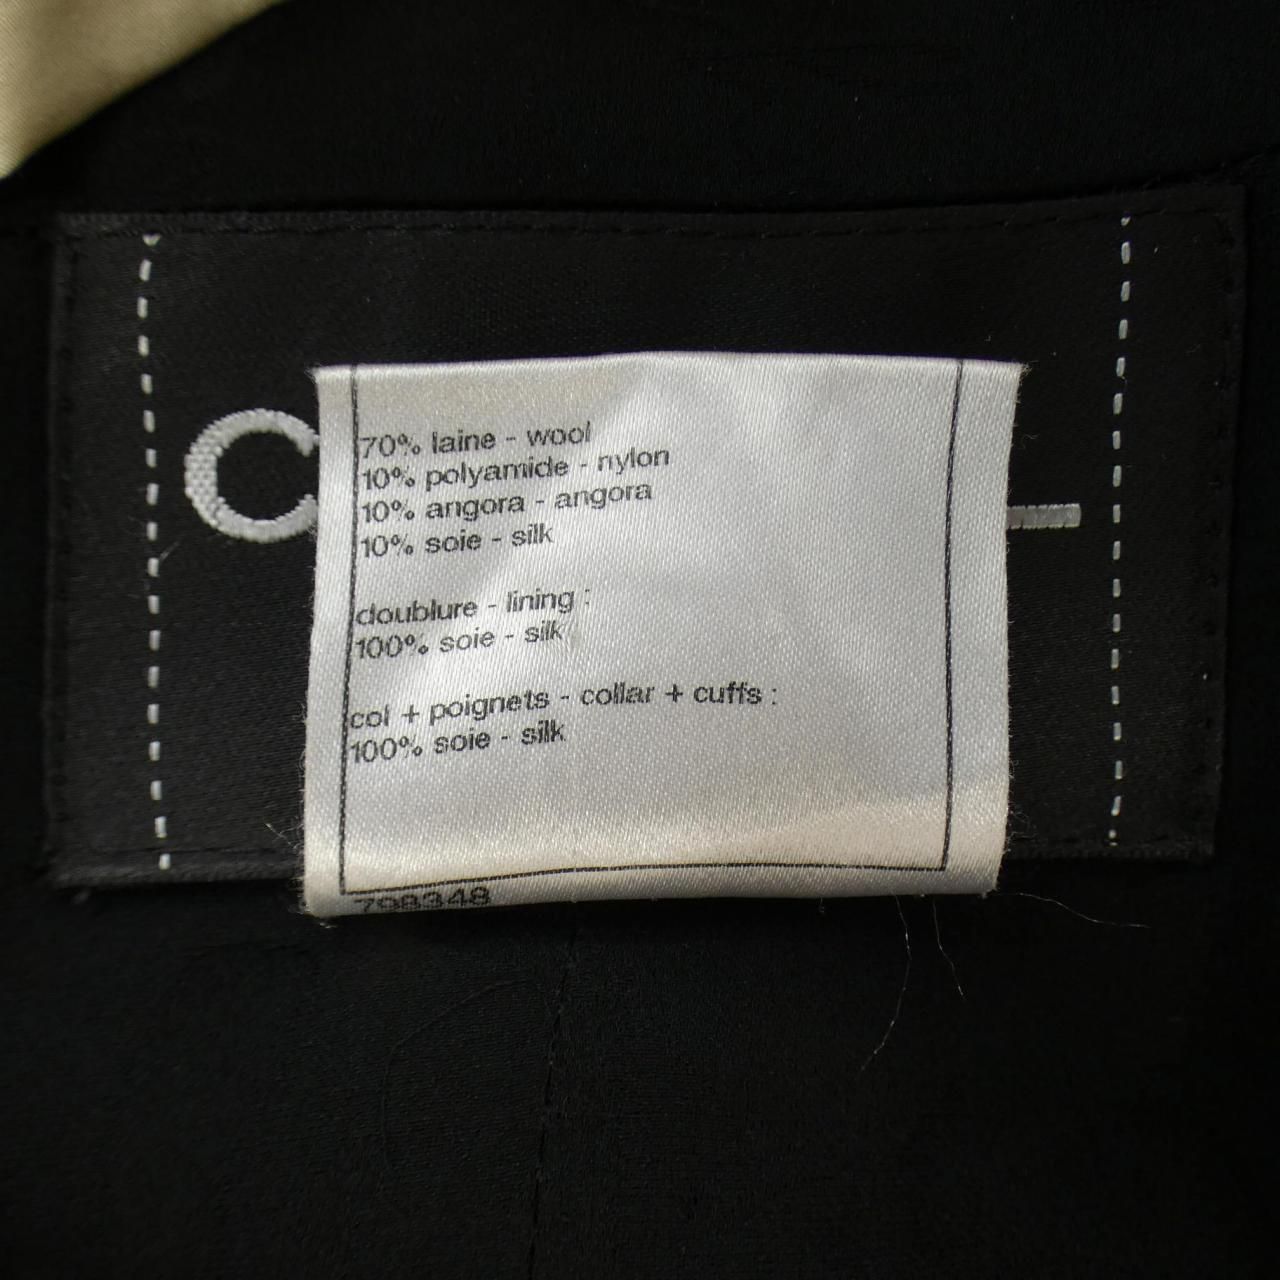 C
70% laine - wool
10% polyamide - nylon
10% angora - angora
10% soie - silk
doublure - lining :
100% soie - silk
col + poignets - collar + cuffs :
100% soie - silk
798348